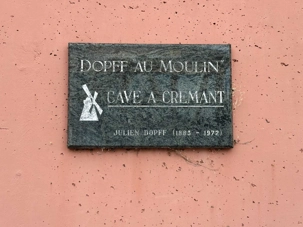 DOPFF AU MOULIN
CAVE A CREMANT
JULIEN DOPFF (1885 - 1972)